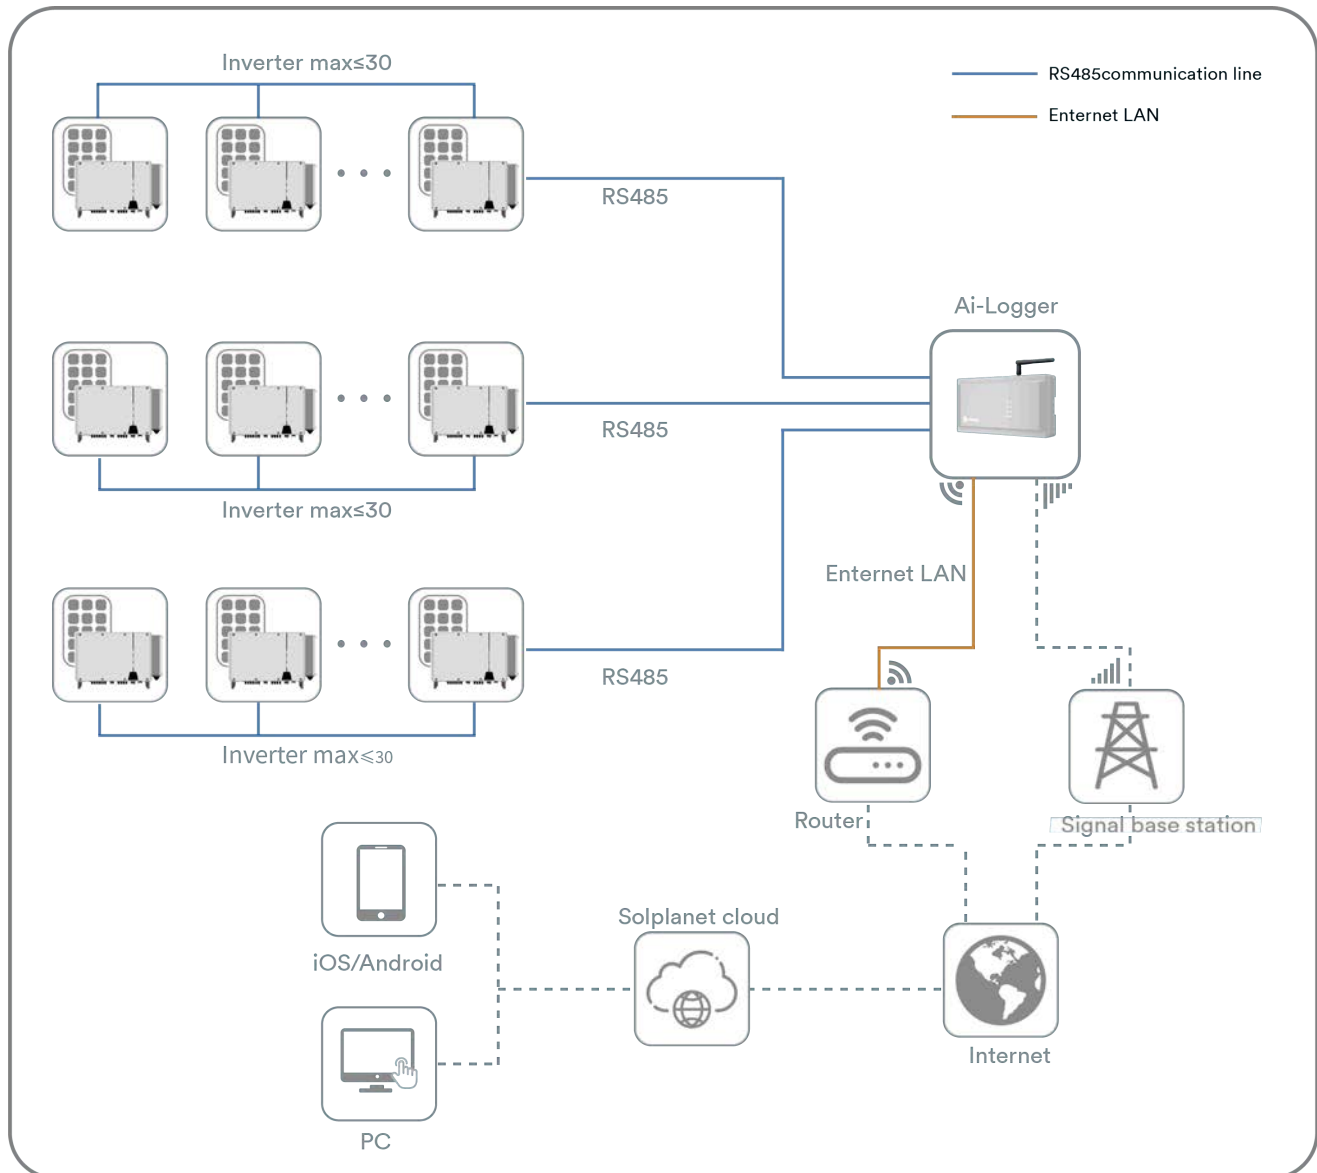 Inverter max≤30
RS485communication line
Enternet LAN
RS485
Ai-Logger
RS485
Inverter max≤30
Enternet LAN
RS485
Inverter max≤30
Router
Signal base station
Solplanet cloud
iOS/Android
Internet
PC